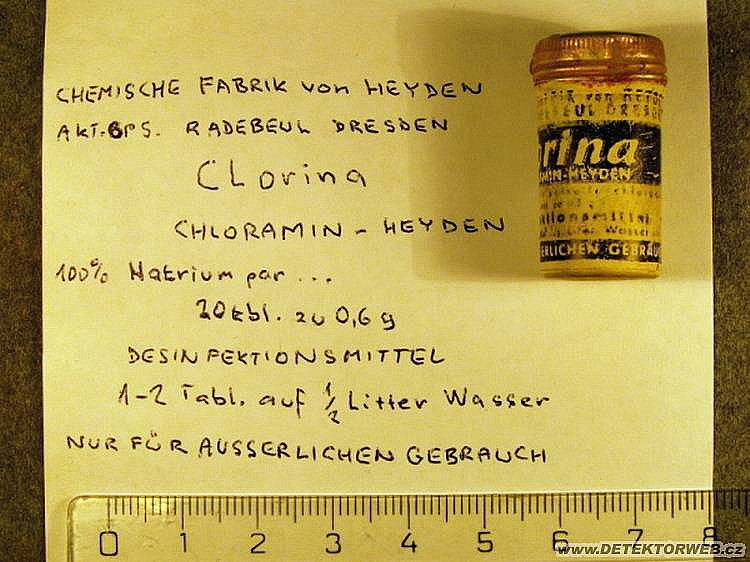 CHEMISCHE FABRIK von HEYDEN
AKT.GPS. RADEBEUL DRESDEN
CLorina
CHLORAMIN - HEYDEN
100% Natrium par...
20tbl. zu 0,6g
DESINFEKTIONSMITTEL
1-2 Tabl. auf 1/2 Litter Wasser
NUR FÜR AUSSERLICHEN GEBRAUCH
rina
MIN-HEYDEN
Wasser
ERLICHEN GEBRAU
0 1 2 3 4 5 6 7 8
www.DETEKTORWEB.cz